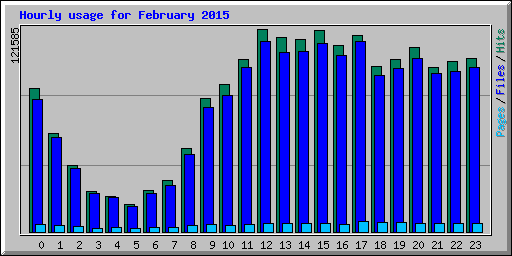 Hourly usage for February 2015
121585
Pages / Files / Hits
0 1 2 3 4 5 6 7 8 9 10 11 12 13 14 15 16 17 18 19 20 21 22 23